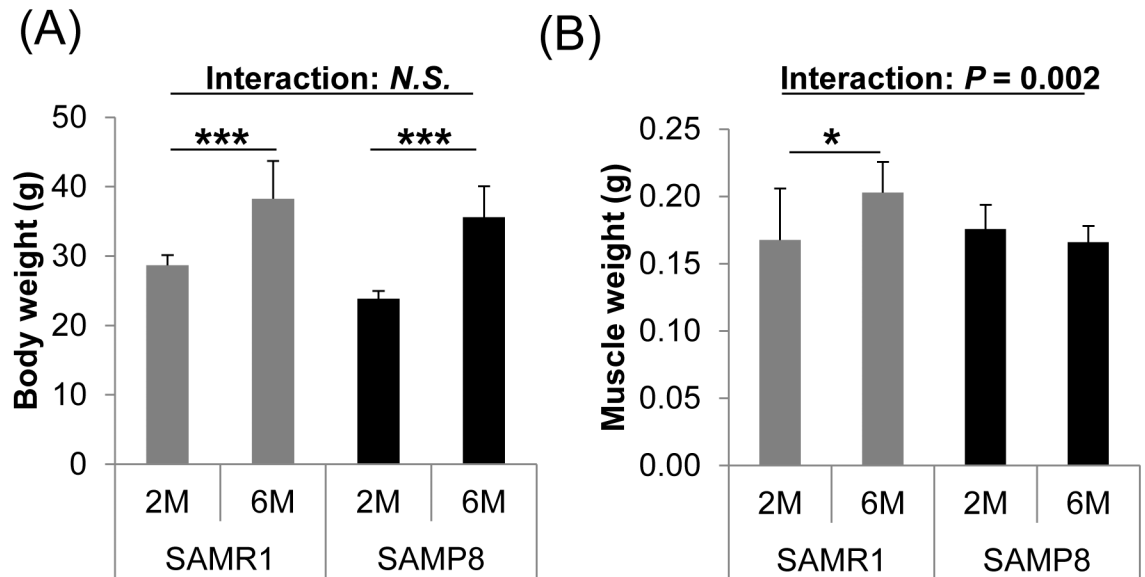 (A)
Interaction: N.S.
Body weight (g)
50
40
30
20
10
0
***
***
2M 6M 2M 6M
SAMR1 SAMP8
(B)
Interaction: P = 0.002
Muscle weight (g)
0.25
0.20
0.15
0.10
0.05
0.00
*
2M 6M 2M 6M
SAMR1 SAMP8